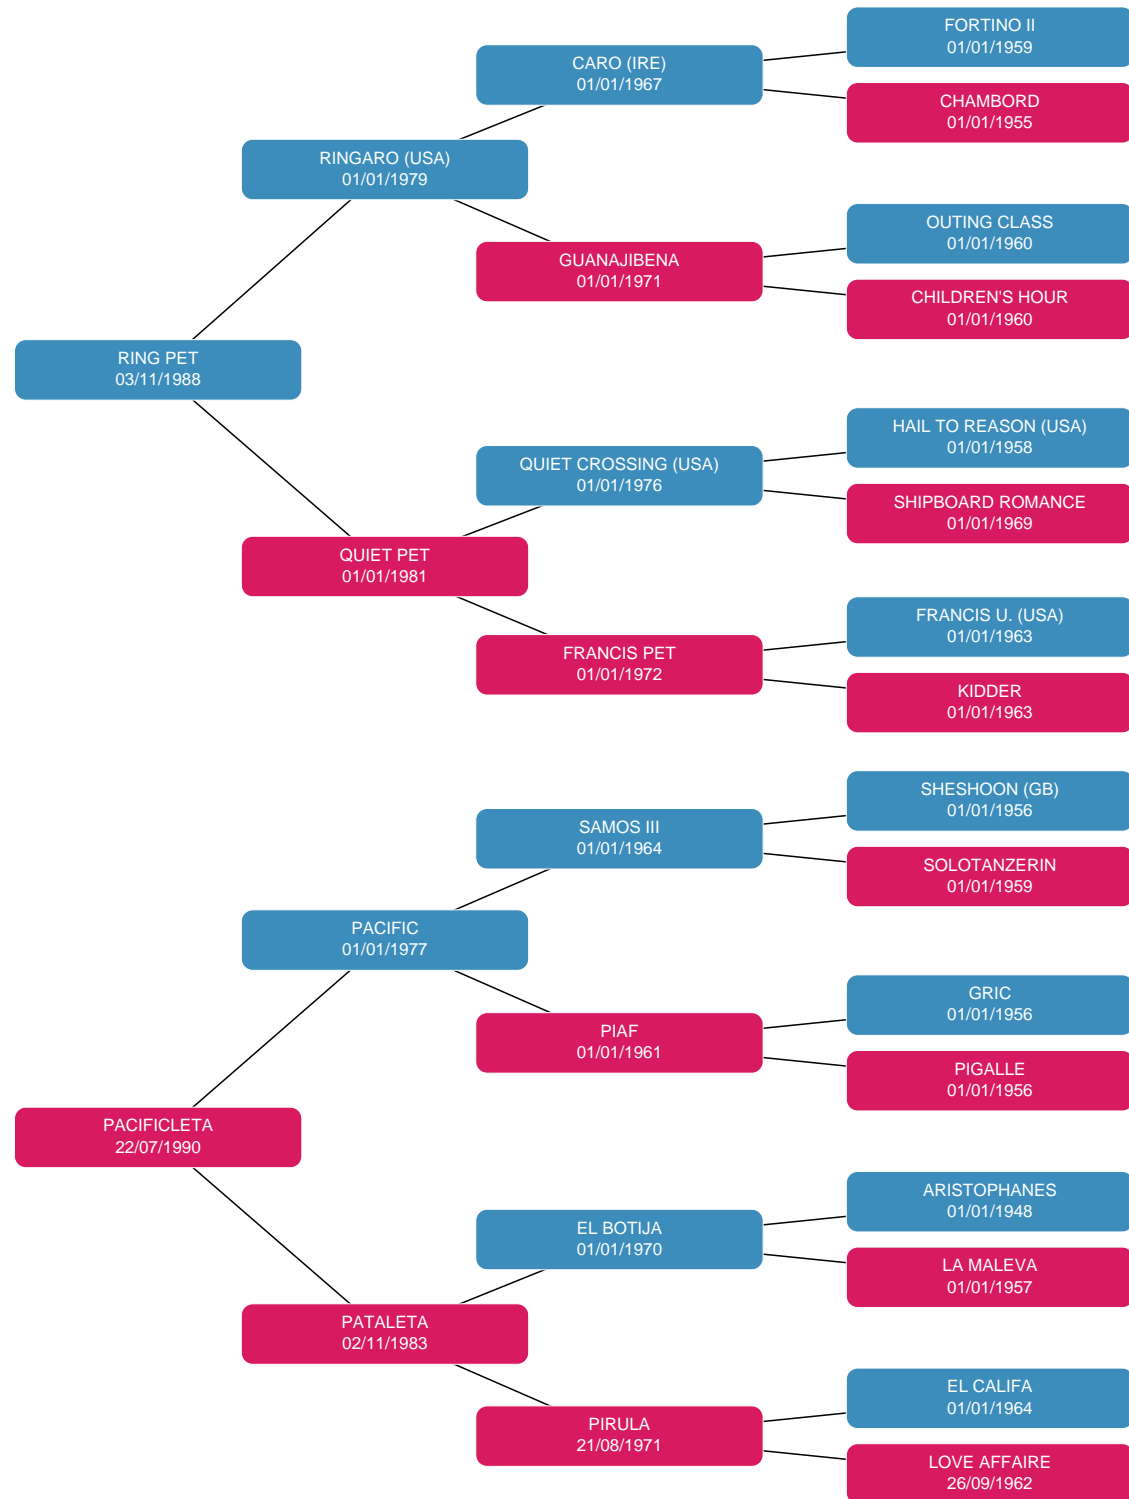 FORTINO II
01/01/1959
CARO (IRE)
01/01/1967
CHAMBORD
01/01/1955
RINGARO (USA)
01/01/1979
OUTING CLASS
01/01/1960
GUANAJIBENA
01/01/1971
CHILDREN'S HOUR
01/01/1960
RING PET
03/11/1988
HAIL TO REASON (USA)
01/01/1958
QUIET CROSSING (USA)
01/01/1976
SHIPBOARD ROMANCE
01/01/1969
QUIET PET
01/01/1981
FRANCIS U. (USA)
01/01/1963
FRANCIS PET
01/01/1972
KIDDER
01/01/1963
SHESHOON (GB)
01/01/1956
SAMOS III
01/01/1964
SOLOTANZERIN
01/01/1959
PACIFIC
01/01/1977
GRIC
01/01/1956
PIAF
01/01/1961
PIGALLE
01/01/1956
PACIFICLETA
22/07/1990
ARISTOPHANES
01/01/1948
EL BOTIJA
01/01/1970
LA MALEVA
01/01/1957
PATALETA
02/11/1983
EL CALIFA
01/01/1964
PIRULA
21/08/1971
LOVE AFFAIRE
26/09/1962